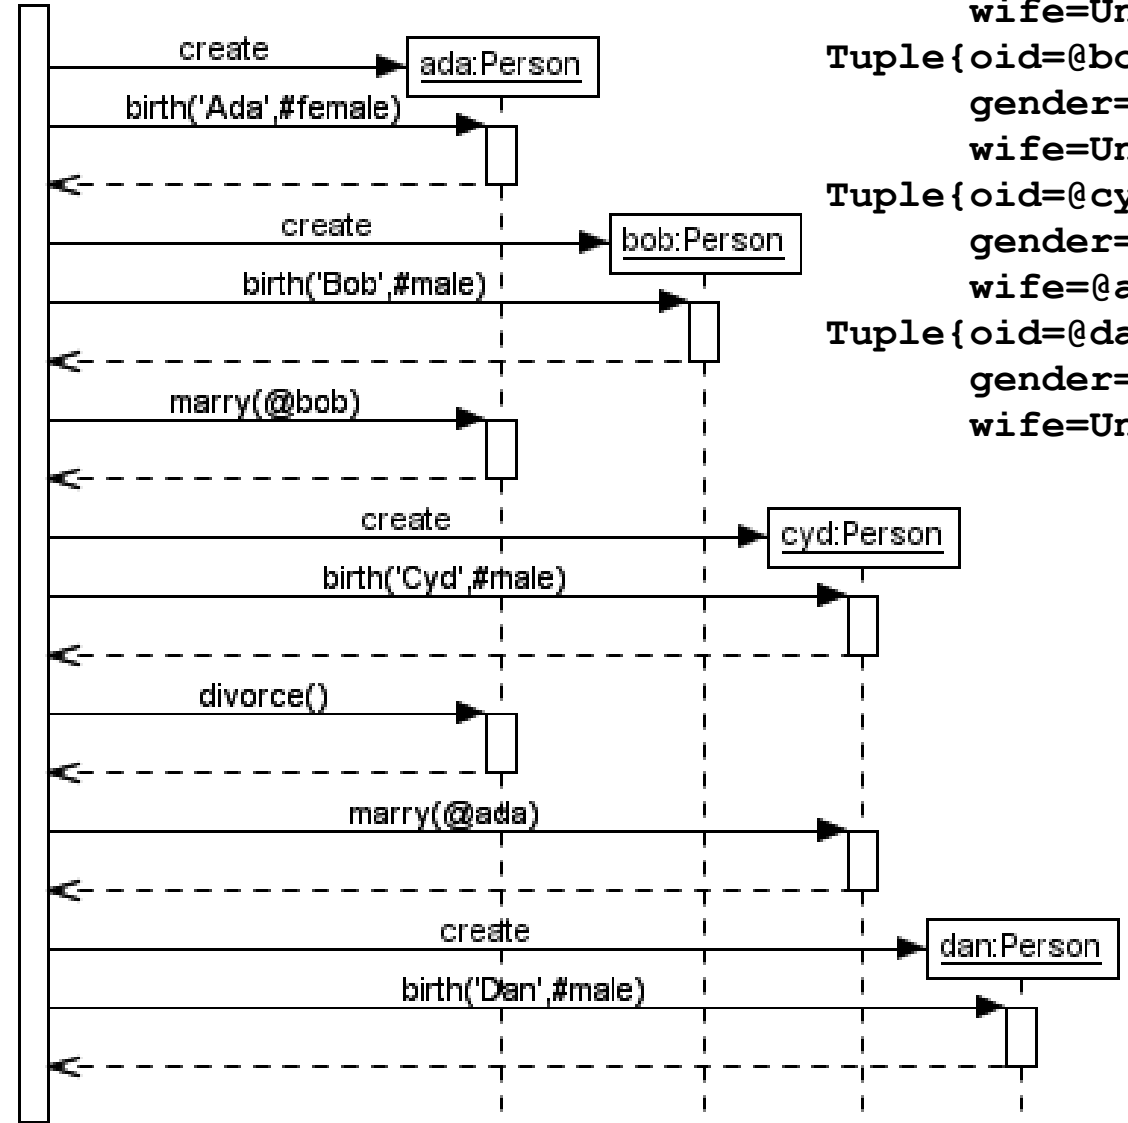 create
ada:Person
birth('Ada',#female)
create
bob:Person
birth('Bob',#male)
marry(@bob)
create
cyd:Person
birth('Cyd',#male)
divorce()
marry(@ada)
create
dan:Person
birth('Dan',#male)
wife=Un
Tuple{oid=@bo
gender=
wife=Un
Tuple{oid=@cy
gender=
wife=@a
Tuple{oid=@da
gender=
wife=Un